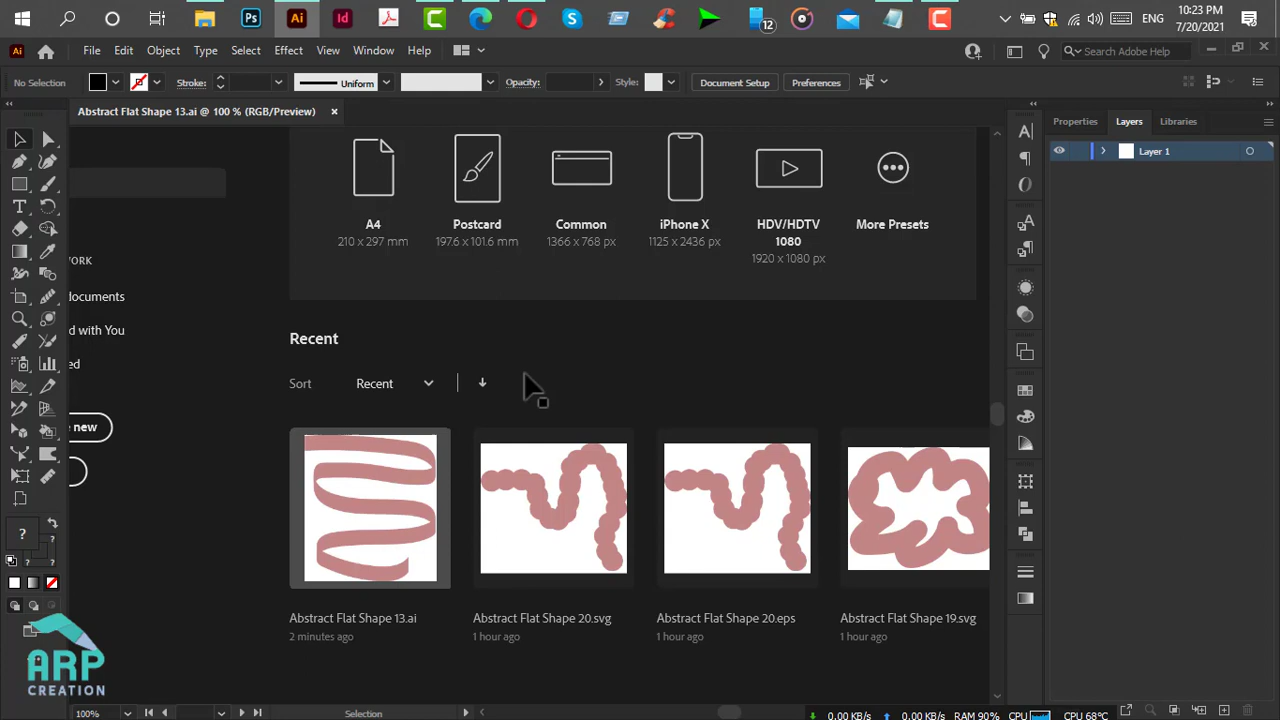 Ps Ai Id 12 ENG 10:23 PM
7/20/2021
Ai File Edit Object Type Select Effect View Window Help Search Adobe Help
No Selection Stroke: Uniform Opacity: Style: Document Setup Preferences
Abstract Flat Shape 13.ai @ 100 % (RGB/Preview) ×
Properties Layers Libraries
Layer 1
A4
210 x 297 mm
Postcard
197.6 x 101.6 mm
Common
1366 x 768 px
iPhone X
1125 x 2436 px
HDV/HDTV
1080
1920 x 1080 px
More Presets
ORK
ocuments
d with You
ed
e new
Recent
Sort Recent
Abstract Flat Shape 13.ai
2 minutes ago
Abstract Flat Shape 20.svg
1 hour ago
Abstract Flat Shape 20.eps
1 hour ago
Abstract Flat Shape 19.svg
1 hour ago
ARP
CREATION
100% Selection
0.00 KB/s 0.00 KB/s RAM 90% CPU CPU 68°C